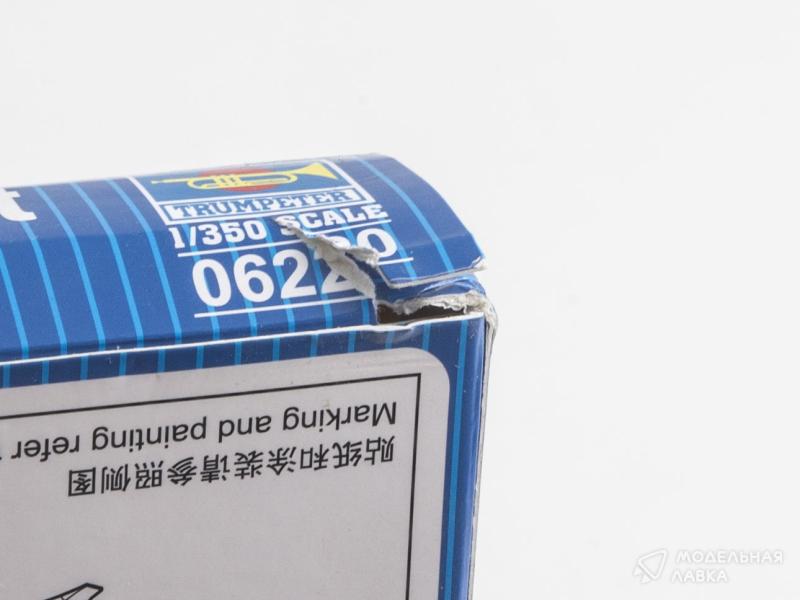 TRUMPETER
1/350 SCALE
贴纸和涂装请参照侧图
Marking and painting refer
МОДЕЛЬНАЯ
ЛАВКА